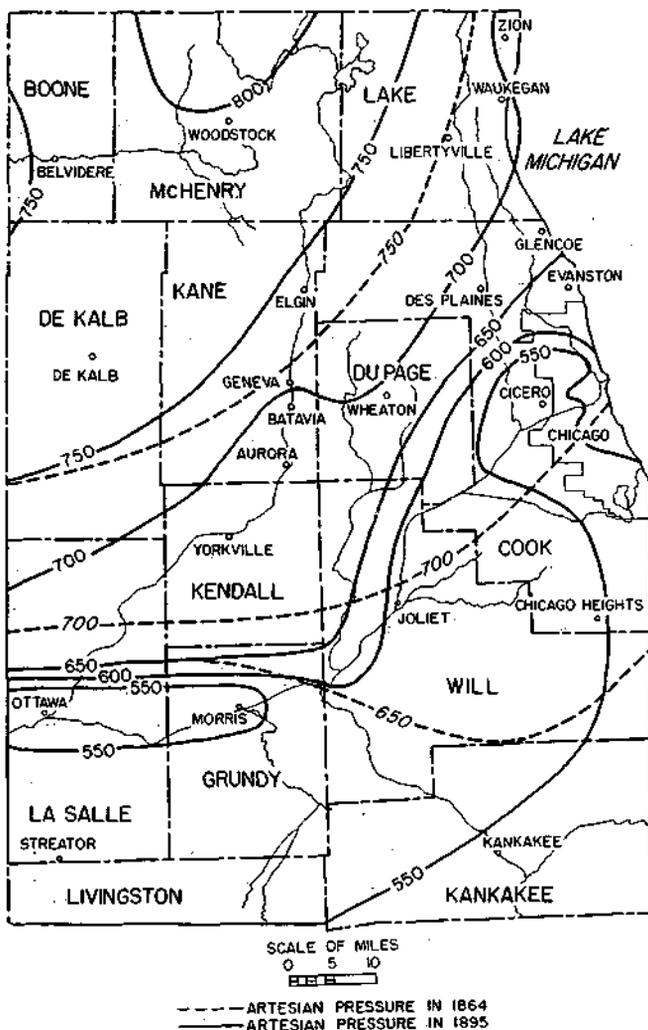 ZION
BOONE
800
LAKE
WAUKEGAN
WOODSTOCK
LAKE
MICHIGAN
LIBERTYVILLE
BELVIDERE
750
McHENRY
750
750
700
GLENCOE
EVANSTON
KANE
ELGIN
DES PLAINES
DE KALB
650
600
550
DE KALB
DU PAGE
GENEVA
WHEATON
CICERO
BATAVIA
CHICAGO
750
AURORA
700
YORKVILLE
COOK
700
KENDALL
JOLIET
CHICAGO HEIGHTS
700
650
600
550
WILL
OTTAWA
MORRIS
650
550
GRUNDY
LA SALLE
STREATOR
KANKAKEE
550
LIVINGSTON
KANKAKEE
SCALE OF MILES
0 5 10
ARTESIAN PRESSURE IN 1864
ARTESIAN PRESSURE IN 1895